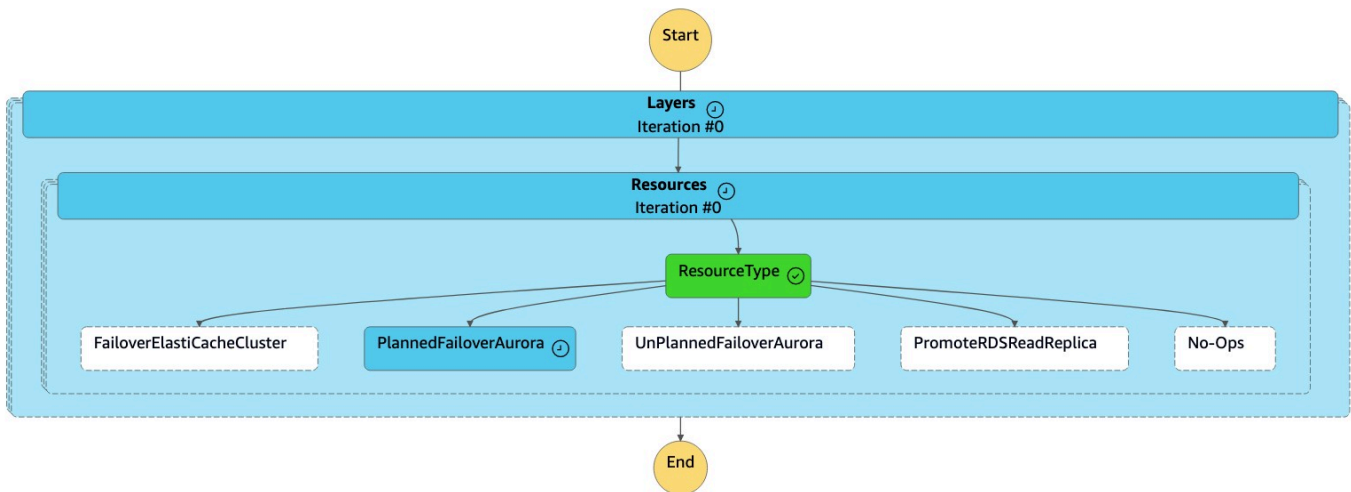 Start
Layers
Iteration #0
Resources
Iteration #0
ResourceType
FailoverElastiCacheCluster
PlannedFailoverAurora
UnPlannedFailoverAurora
PromoteRDSReadReplica
No-Ops
End